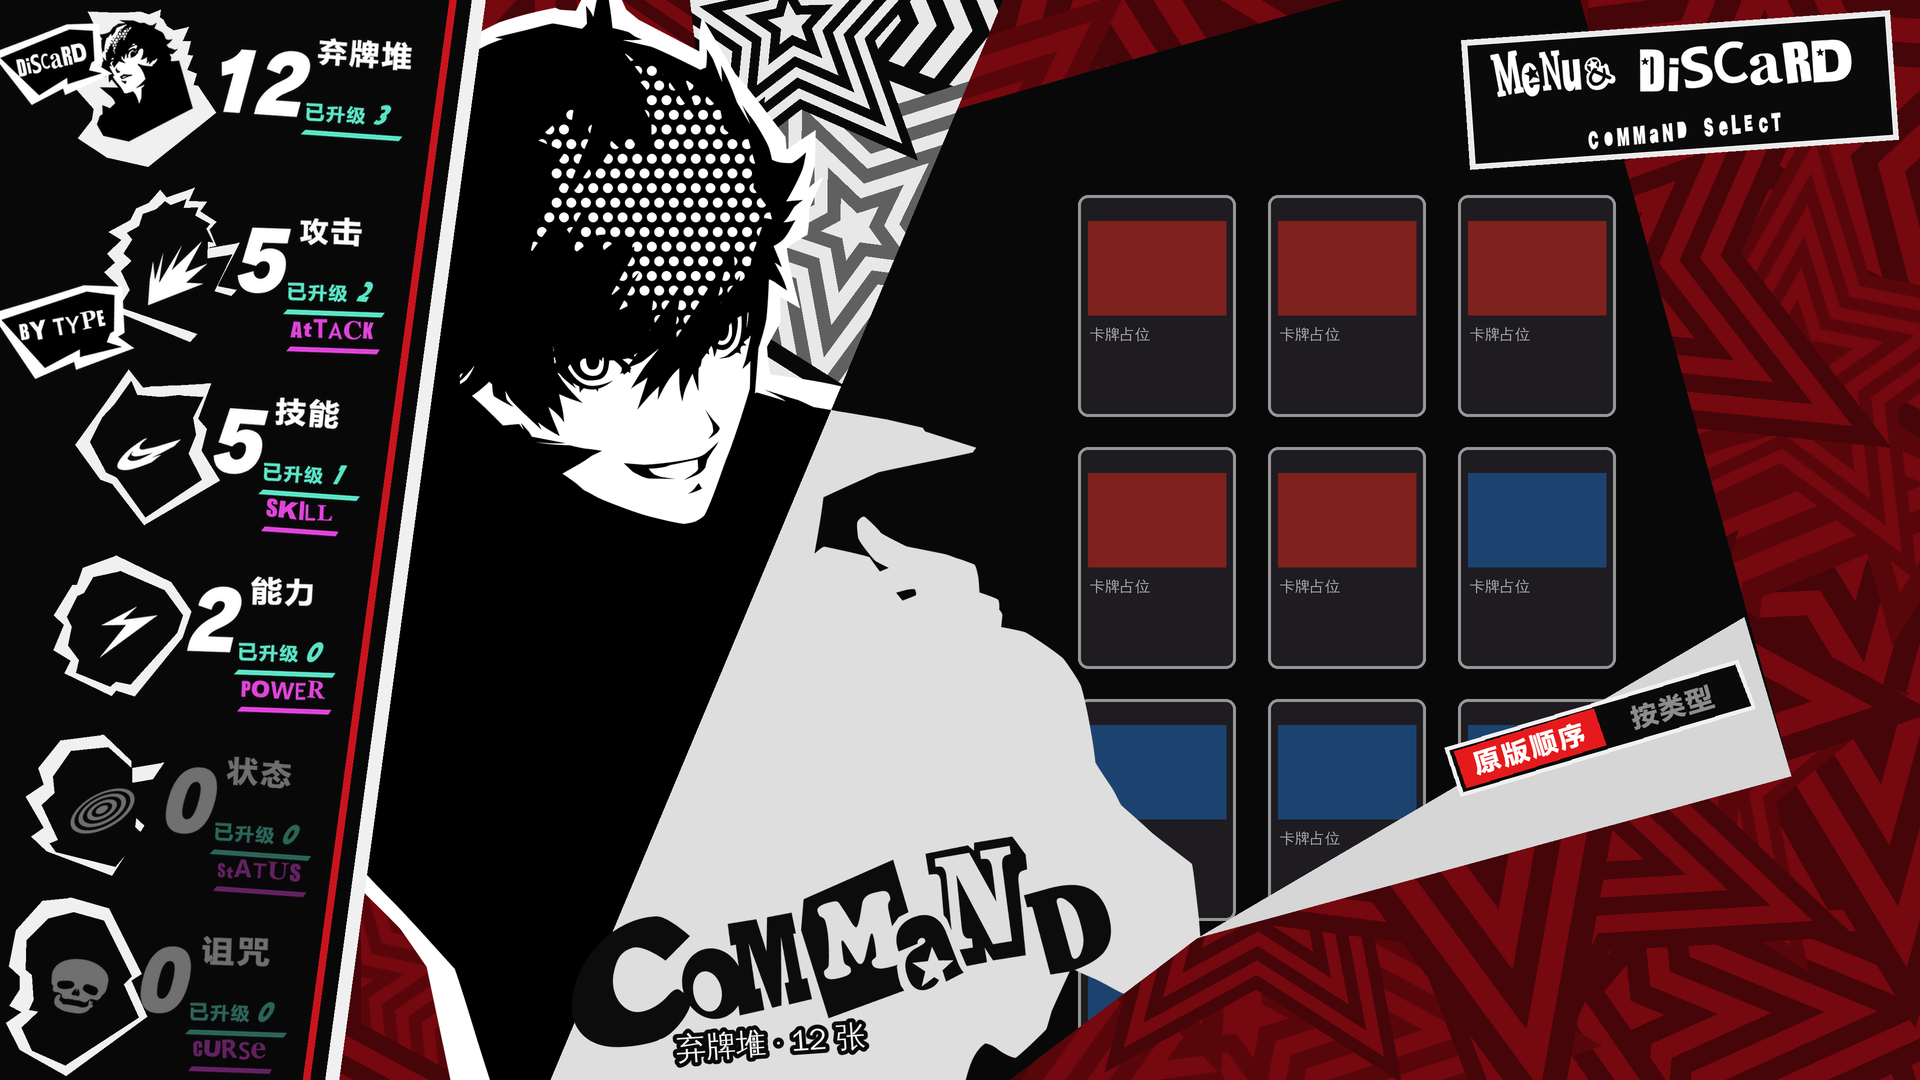 DiSCaRD
12 弃牌堆
已升级 3
5 攻击
已升级 2
AtTACK
BY TYPE
5 技能
已升级 1
SKILL
2 能力
已升级 0
POWER
0 状态
已升级 0
stATUS
0 诅咒
已升级 0
CURSe
MeNu& DiSCaRD
COMMaND SeLEcT
卡牌占位
卡牌占位
卡牌占位
卡牌占位
卡牌占位
卡牌占位
卡牌占位
原版顺序
按类型
CoMMaND
弃牌堆·12 张